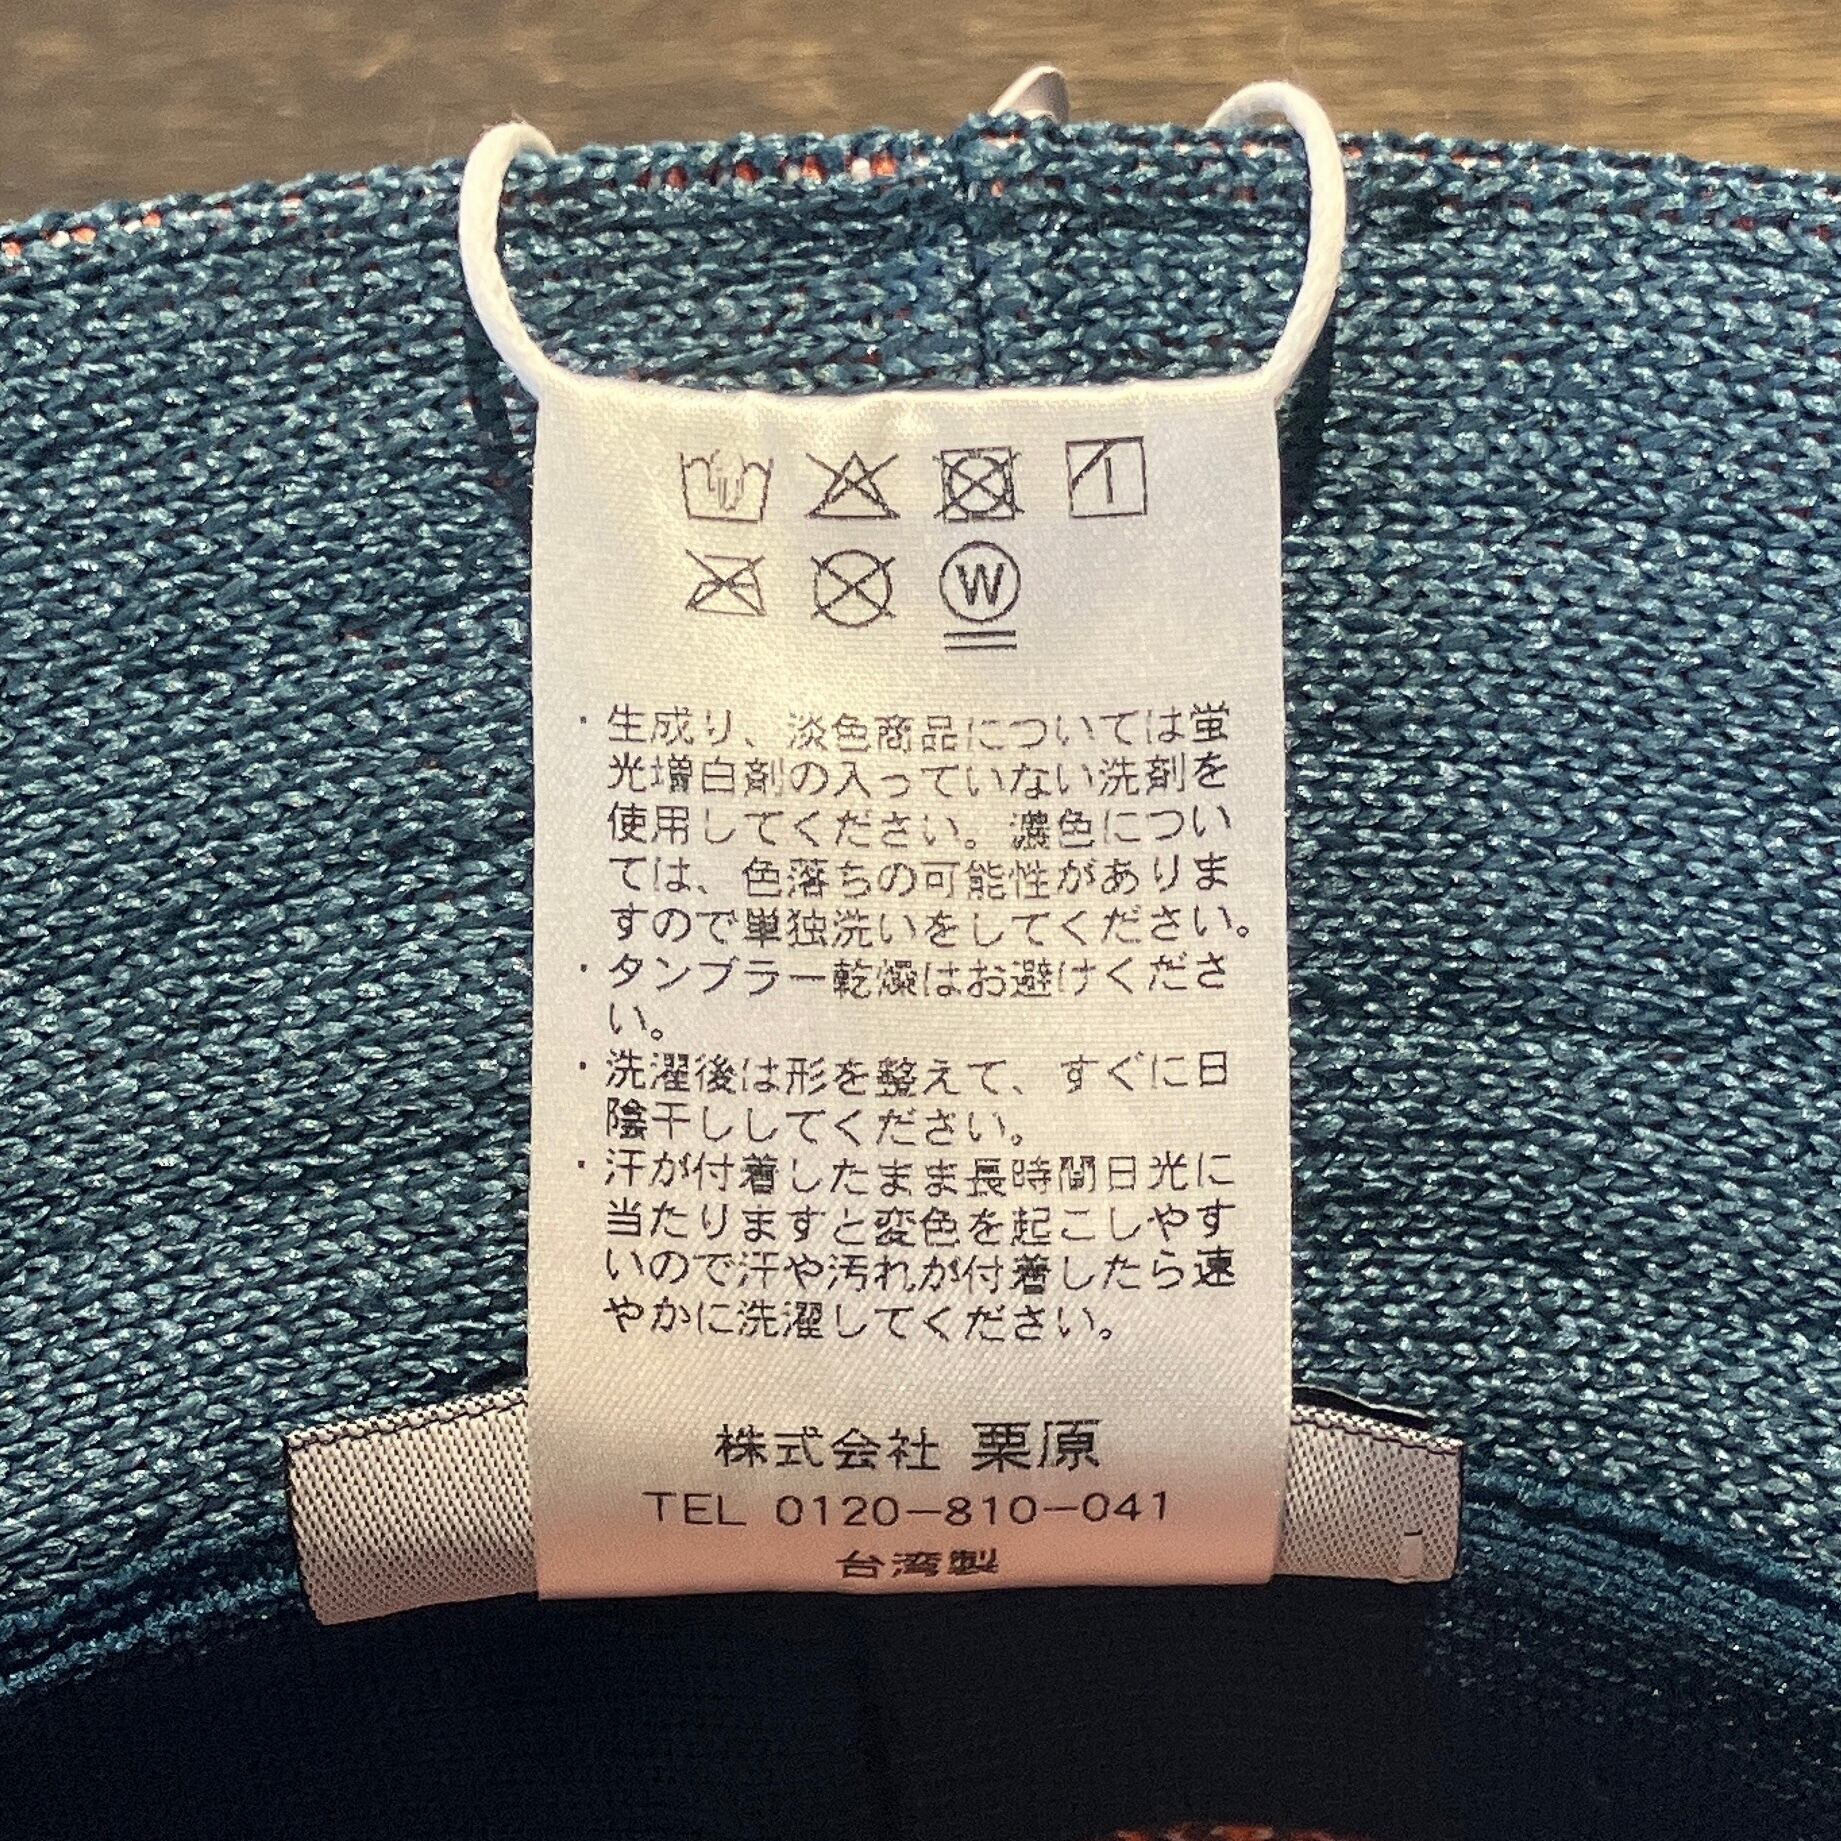 W
・生成り、淡色商品については蛍
光増白剤の入っていない洗剤を
使用してください。濃色につい
ては、色落ちの可能性がありま
すので単独洗いをしてください。
・タンブラー乾燥はお避けくださ
い。
・洗濯後は形を整えて、すぐに日
陰干ししてください。
・汗が付着したまま長時間日光に
当たりますと変色を起こしやす
いので汗や汚れが付着したら速
やかに洗濯してください。
株式会社 栗原
TEL 0120-810-041
台湾製